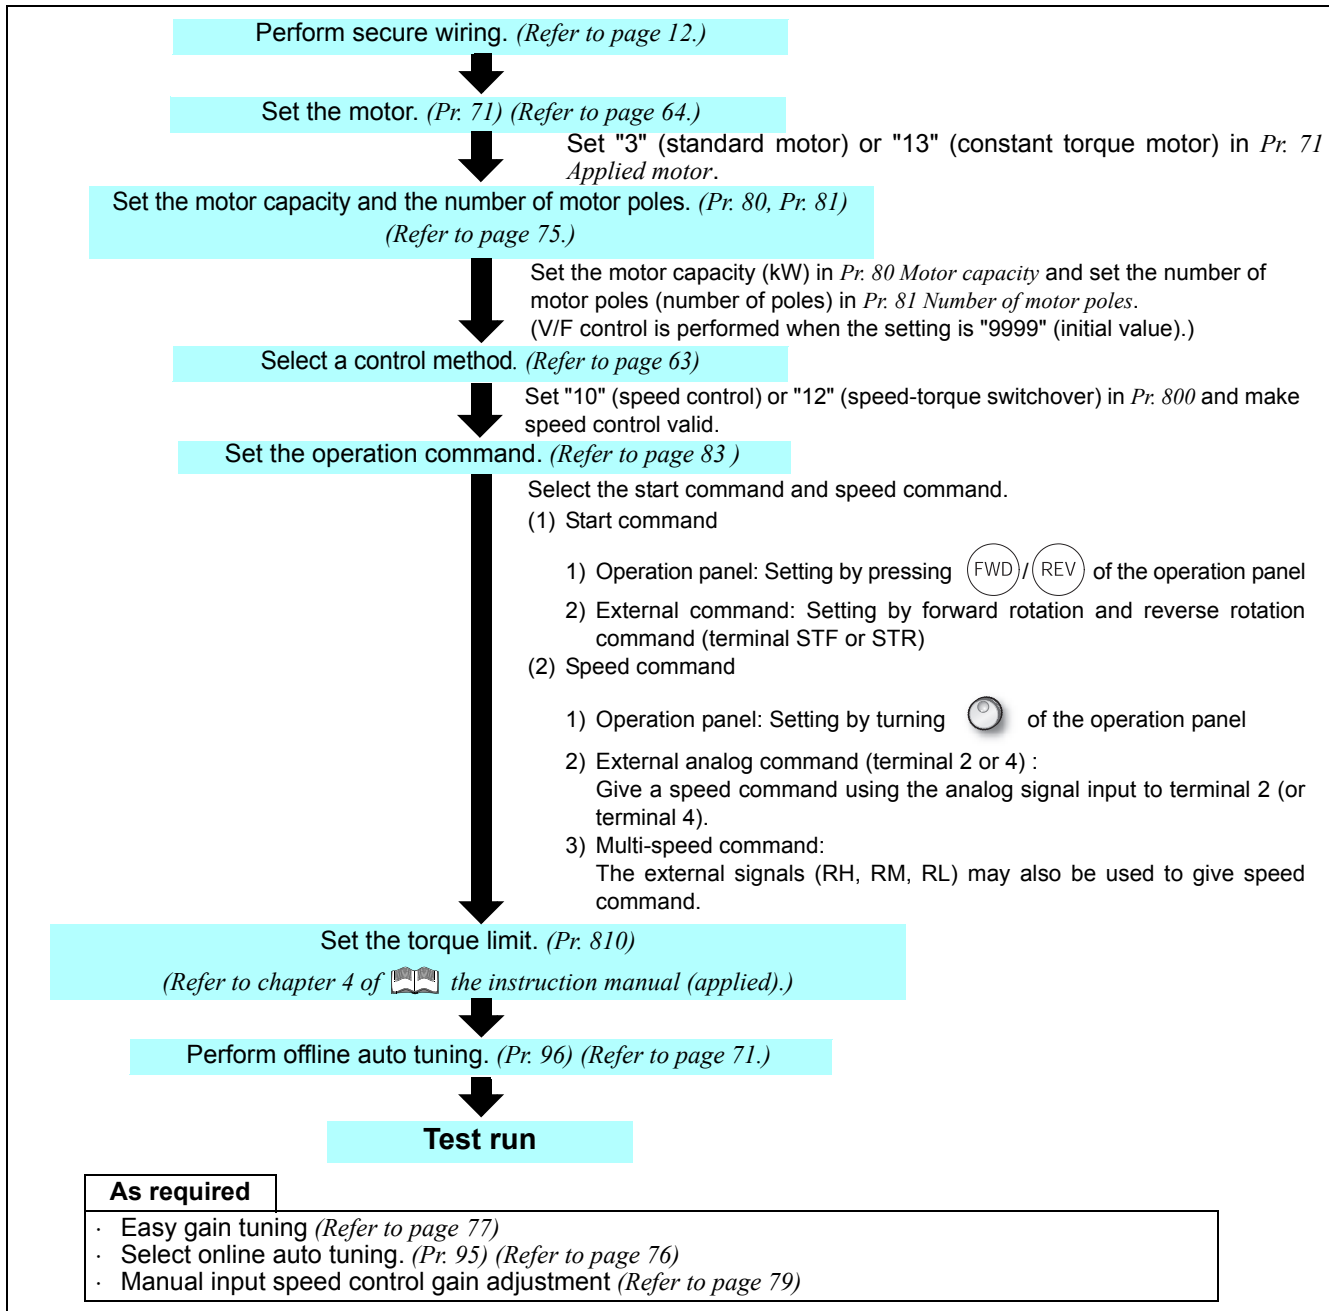 Perform secure wiring. (Refer to page 12.)
Set the motor. (Pr. 71) (Refer to page 64.)
Set "3" (standard motor) or "13" (constant torque motor) in Pr. 71
Applied motor.
Set the motor capacity and the number of motor poles. (Pr. 80, Pr. 81)
(Refer to page 75.)
Set the motor capacity (kW) in Pr. 80 Motor capacity and set the number of
motor poles (number of poles) in Pr. 81 Number of motor poles.
(V/F control is performed when the setting is "9999" (initial value).)
Select a control method. (Refer to page 63)
Set "10" (speed control) or "12" (speed-torque switchover) in Pr. 800 and make
speed control valid.
Set the operation command. (Refer to page 83 )
Select the start command and speed command.
(1) Start command
1) Operation panel: Setting by pressing FWD / REV of the operation panel
2) External command: Setting by forward rotation and reverse rotation
command (terminal STF or STR)
(2) Speed command
1) Operation panel: Setting by turning of the operation panel
2) External analog command (terminal 2 or 4) :
Give a speed command using the analog signal input to terminal 2 (or
terminal 4).
3) Multi-speed command:
The external signals (RH, RM, RL) may also be used to give speed
command.
Set the torque limit. (Pr. 810)
(Refer to chapter 4 of the instruction manual (applied).)
Perform offline auto tuning. (Pr. 96) (Refer to page 71.)
Test run
As required
· Easy gain tuning (Refer to page 77)
· Select online auto tuning. (Pr. 95) (Refer to page 76)
· Manual input speed control gain adjustment (Refer to page 79)